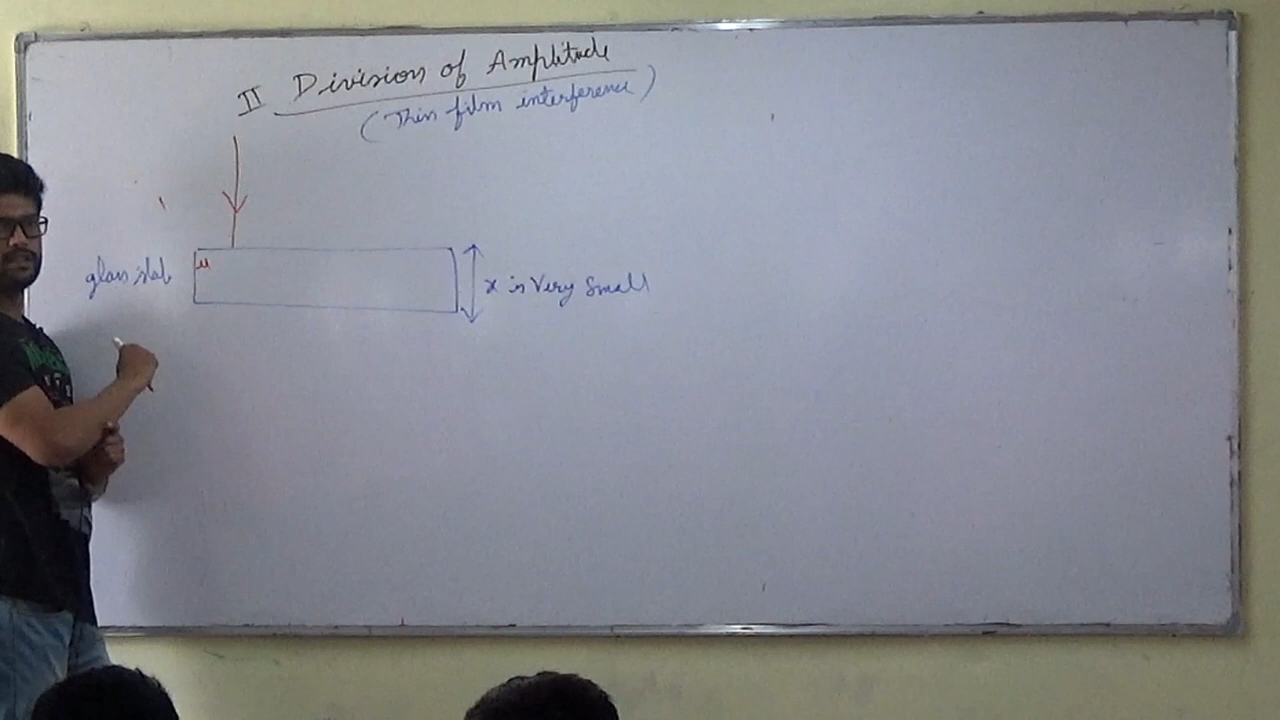 II Division of Amplitude
(Thin film interference)
glass slab
μ
x is Very Small